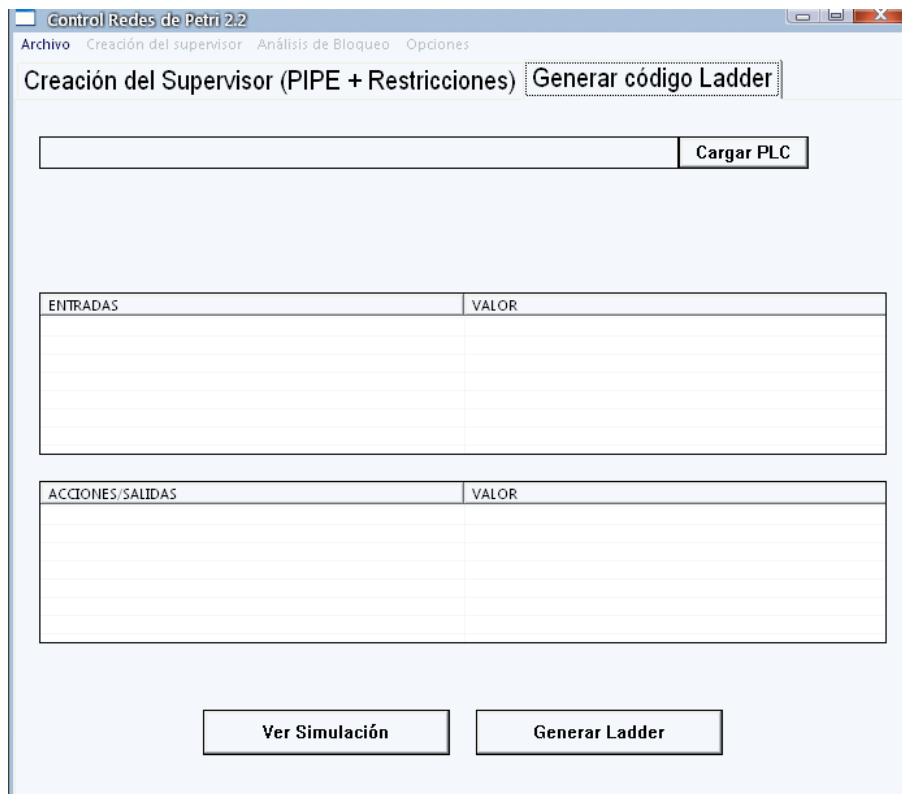 Control Redes de Petri 2.2
Archivo Creación del supervisor Análisis de Bloqueo Opciones
Creación del Supervisor (PIPE + Restricciones) Generar código Ladder
Cargar PLC
ENTRADAS VALOR
ACCIONES/SALIDAS VALOR
Ver Simulación Generar Ladder